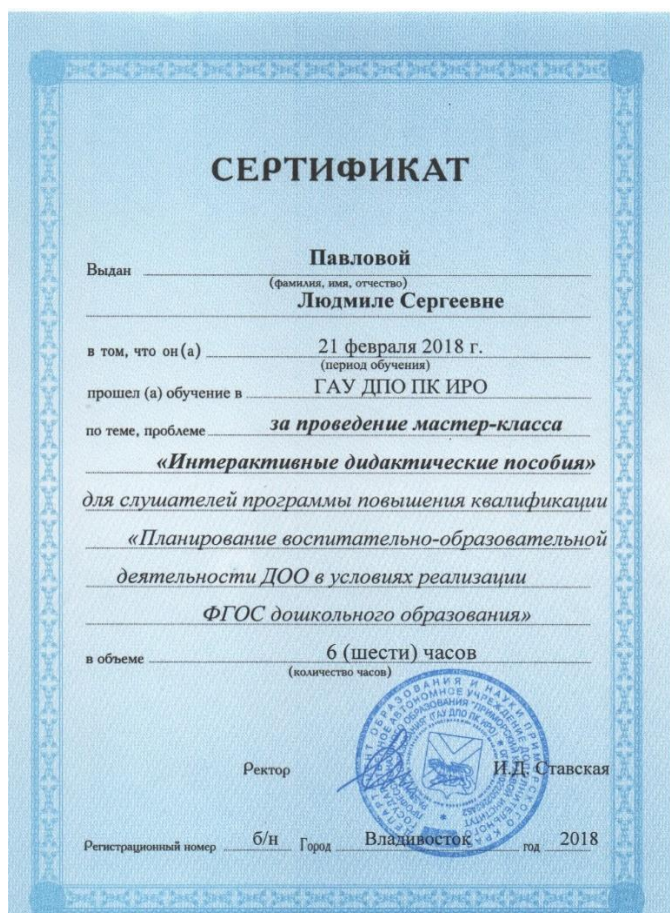 СЕРТИФИКАТ
Выдан Павловой
(фамилия, имя, отчество)
Людмиле Сергеевне
в том, что он(а) 21 февраля 2018 г.
(период обучения)
прошел (а) обучение в ГАУ ДПО ПК ИРО
по теме, проблеме за проведение мастер-класса
«Интерактивные дидактические пособия»
для слушателей программы повышения квалификации
«Планирование воспитательно-образовательной
деятельности ДОО в условиях реализации
ФГОС дошкольного образования»
в объеме 6 (шести) часов
(количество часов)
Ректор И.Д. Ставская
Регистрационный номер б/н Город Владивосток год 2018